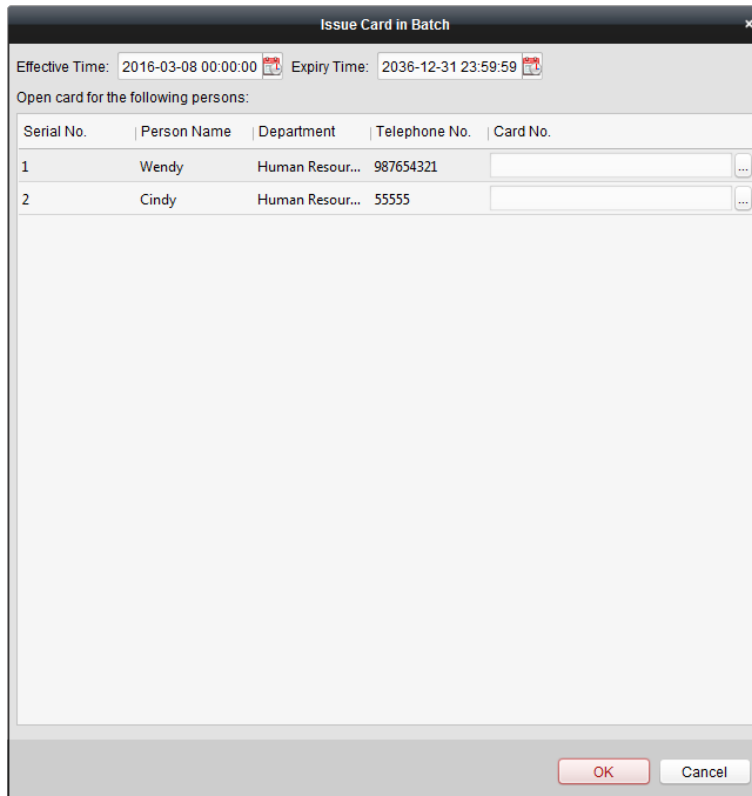 Issue Card in Batch
Effective Time: 2016-03-08 00:00:00 Expiry Time: 2036-12-31 23:59:59
Open card for the following persons:
Serial No. Person Name Department Telephone No. Card No.
1 Wendy Human Resour... 987654321 ...
2 Cindy Human Resour... 55555 ...
OK Cancel